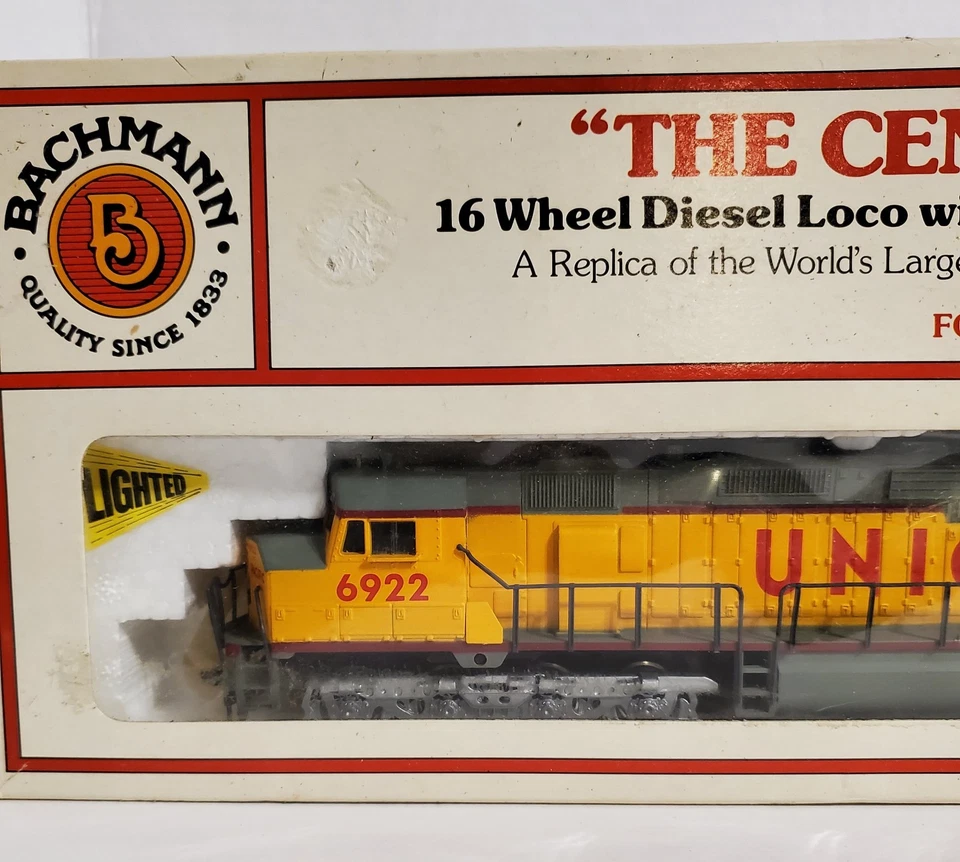 BACHMANN
B
• QUALITY SINCE 1833 •
“THE CEN
16 Wheel Diesel Loco wi
A Replica of the World’s Large
FO
LIGHTED
6922
UNIO